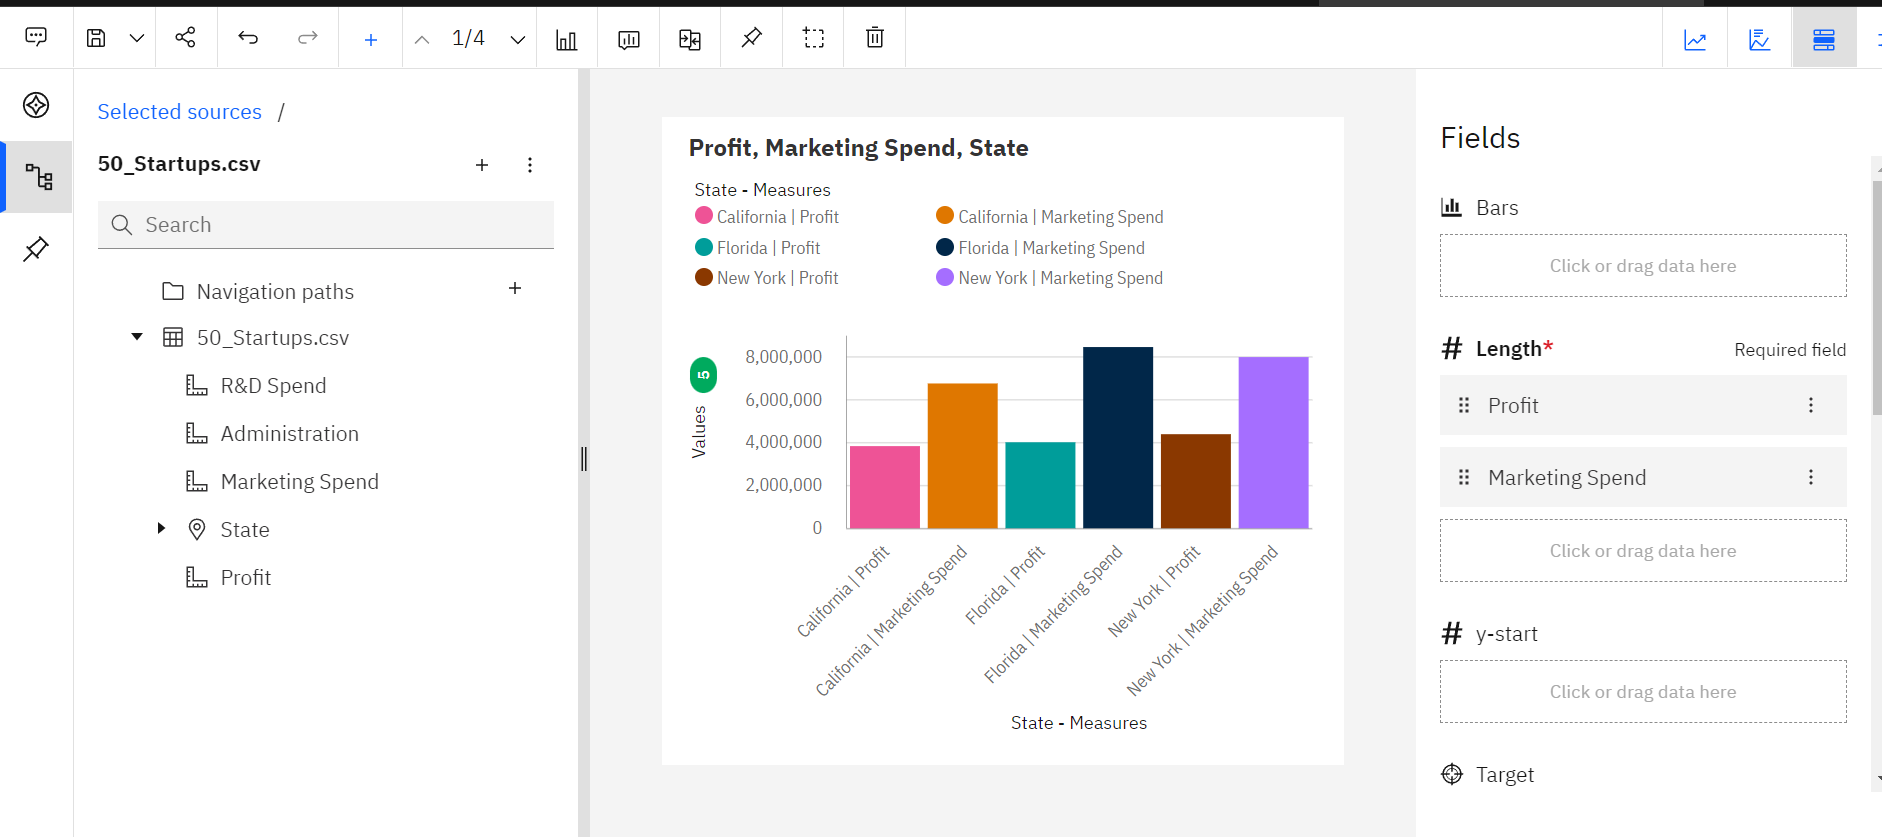 1/4
Selected sources /
50_Startups.csv
Search
Navigation paths
50_Startups.csv
R&D Spend
Administration
Marketing Spend
State
Profit
Profit, Marketing Spend, State
State - Measures
California | Profit
California | Marketing Spend
Florida | Profit
Florida | Marketing Spend
New York | Profit
New York | Marketing Spend
5
Values
8,000,000
6,000,000
4,000,000
2,000,000
0
California | Profit
California | Marketing Spend
Florida | Profit
Florida | Marketing Spend
New York | Profit
New York | Marketing Spend
State - Measures
Fields
Bars
Click or drag data here
# Length* Required field
Profit
Marketing Spend
Click or drag data here
# y-start
Click or drag data here
Target